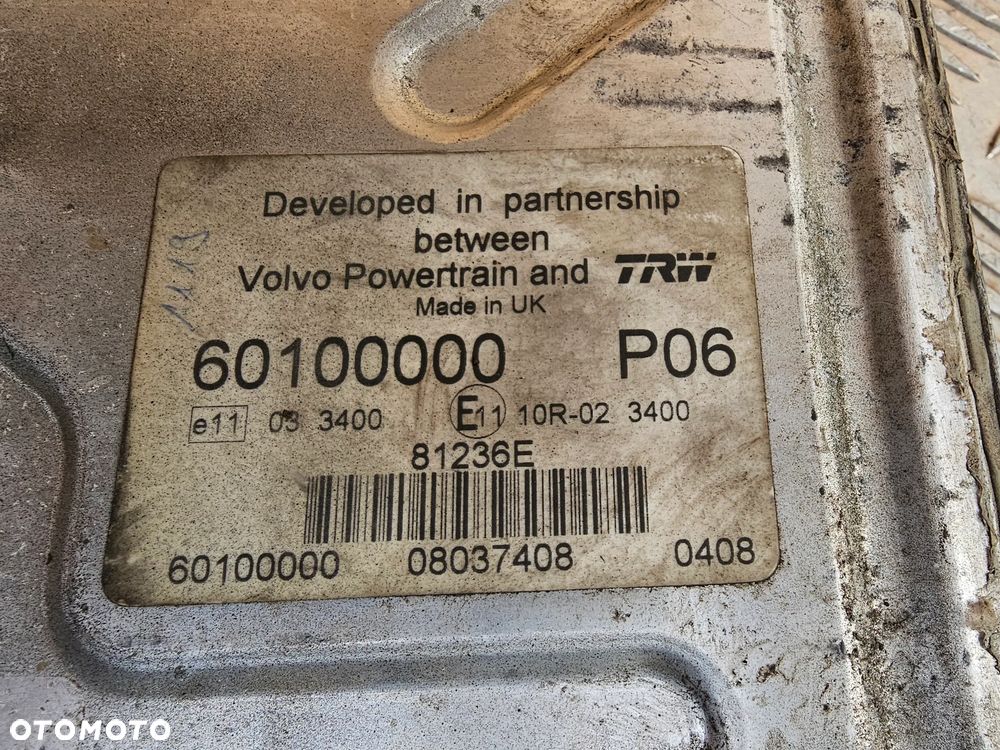 Developed in partnership
between
Volvo Powertrain and TRW
Made in UK
11119
60100000 P06
e11 03 3400 E11 10R-02 3400
81236E
60100000 08037408 0408
OTOMOTO